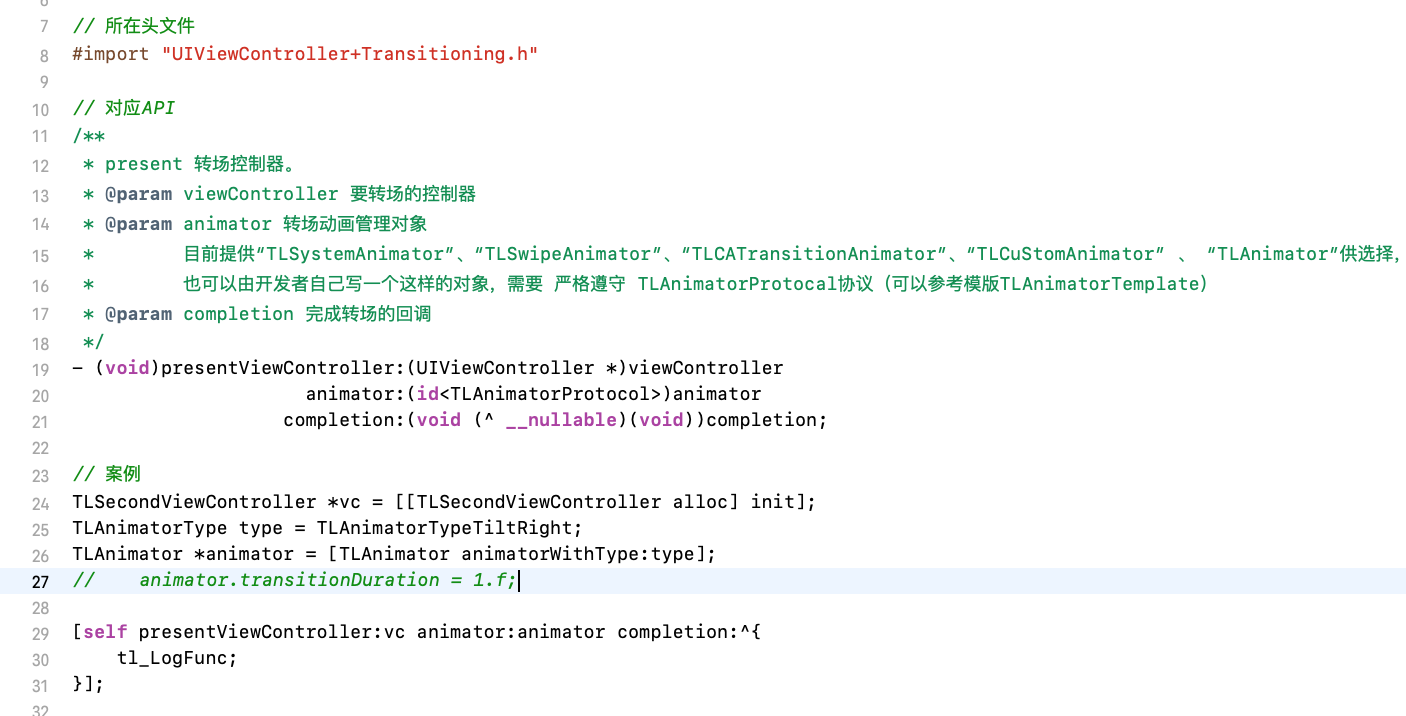 7 // 所在头文件
8 #import "UIViewController+Transitioning.h"
9
10 // 对应API
11 /**
12  * present 转场控制器。
13  * @param viewController 要转场的控制器
14  * @param animator 转场动画管理对象
15  *        目前提供“TLSystemAnimator”、“TLSwipeAnimator”、“TLCATransitionAnimator”、“TLCuStomAnimator” 、 “TLAnimator”供选择，
16  *        也可以由开发者自己写一个这样的对象，需要 严格遵守 TLAnimatorProtocal协议（可以参考模版TLAnimatorTemplate）
17  * @param completion 完成转场的回调
18  */
19 - (void)presentViewController:(UIViewController *)viewController
20                      animator:(id<TLAnimatorProtocol>)animator
21                    completion:(void (^ __nullable)(void))completion;
22
23 // 案例
24 TLSecondViewController *vc = [[TLSecondViewController alloc] init];
25 TLAnimatorType type = TLAnimatorTypeTiltRight;
26 TLAnimator *animator = [TLAnimator animatorWithType:type];
27 //    animator.transitionDuration = 1.f;
28
29 [self presentViewController:vc animator:animator completion:^{
30     tl_LogFunc;
31 }];
32